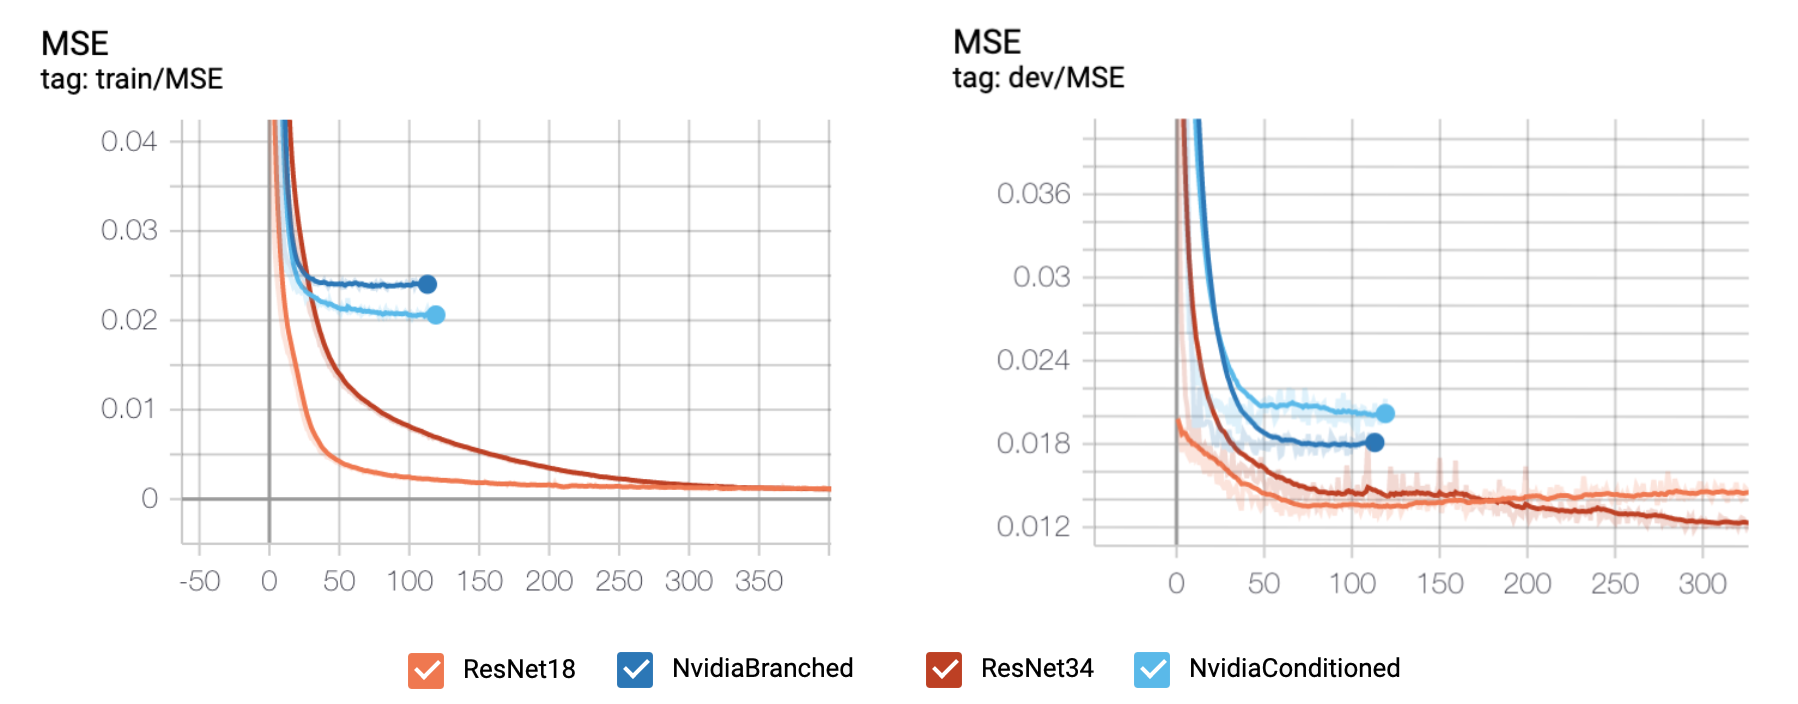 MSE
tag: train/MSE
0.04
0.03
0.02
0.01
0
-50 0 50 100 150 200 250 300 350
MSE
tag: dev/MSE
0.036
0.03
0.024
0.018
0.012
0 50 100 150 200 250 300
ResNet18 NvidiaBranched ResNet34 NvidiaConditioned